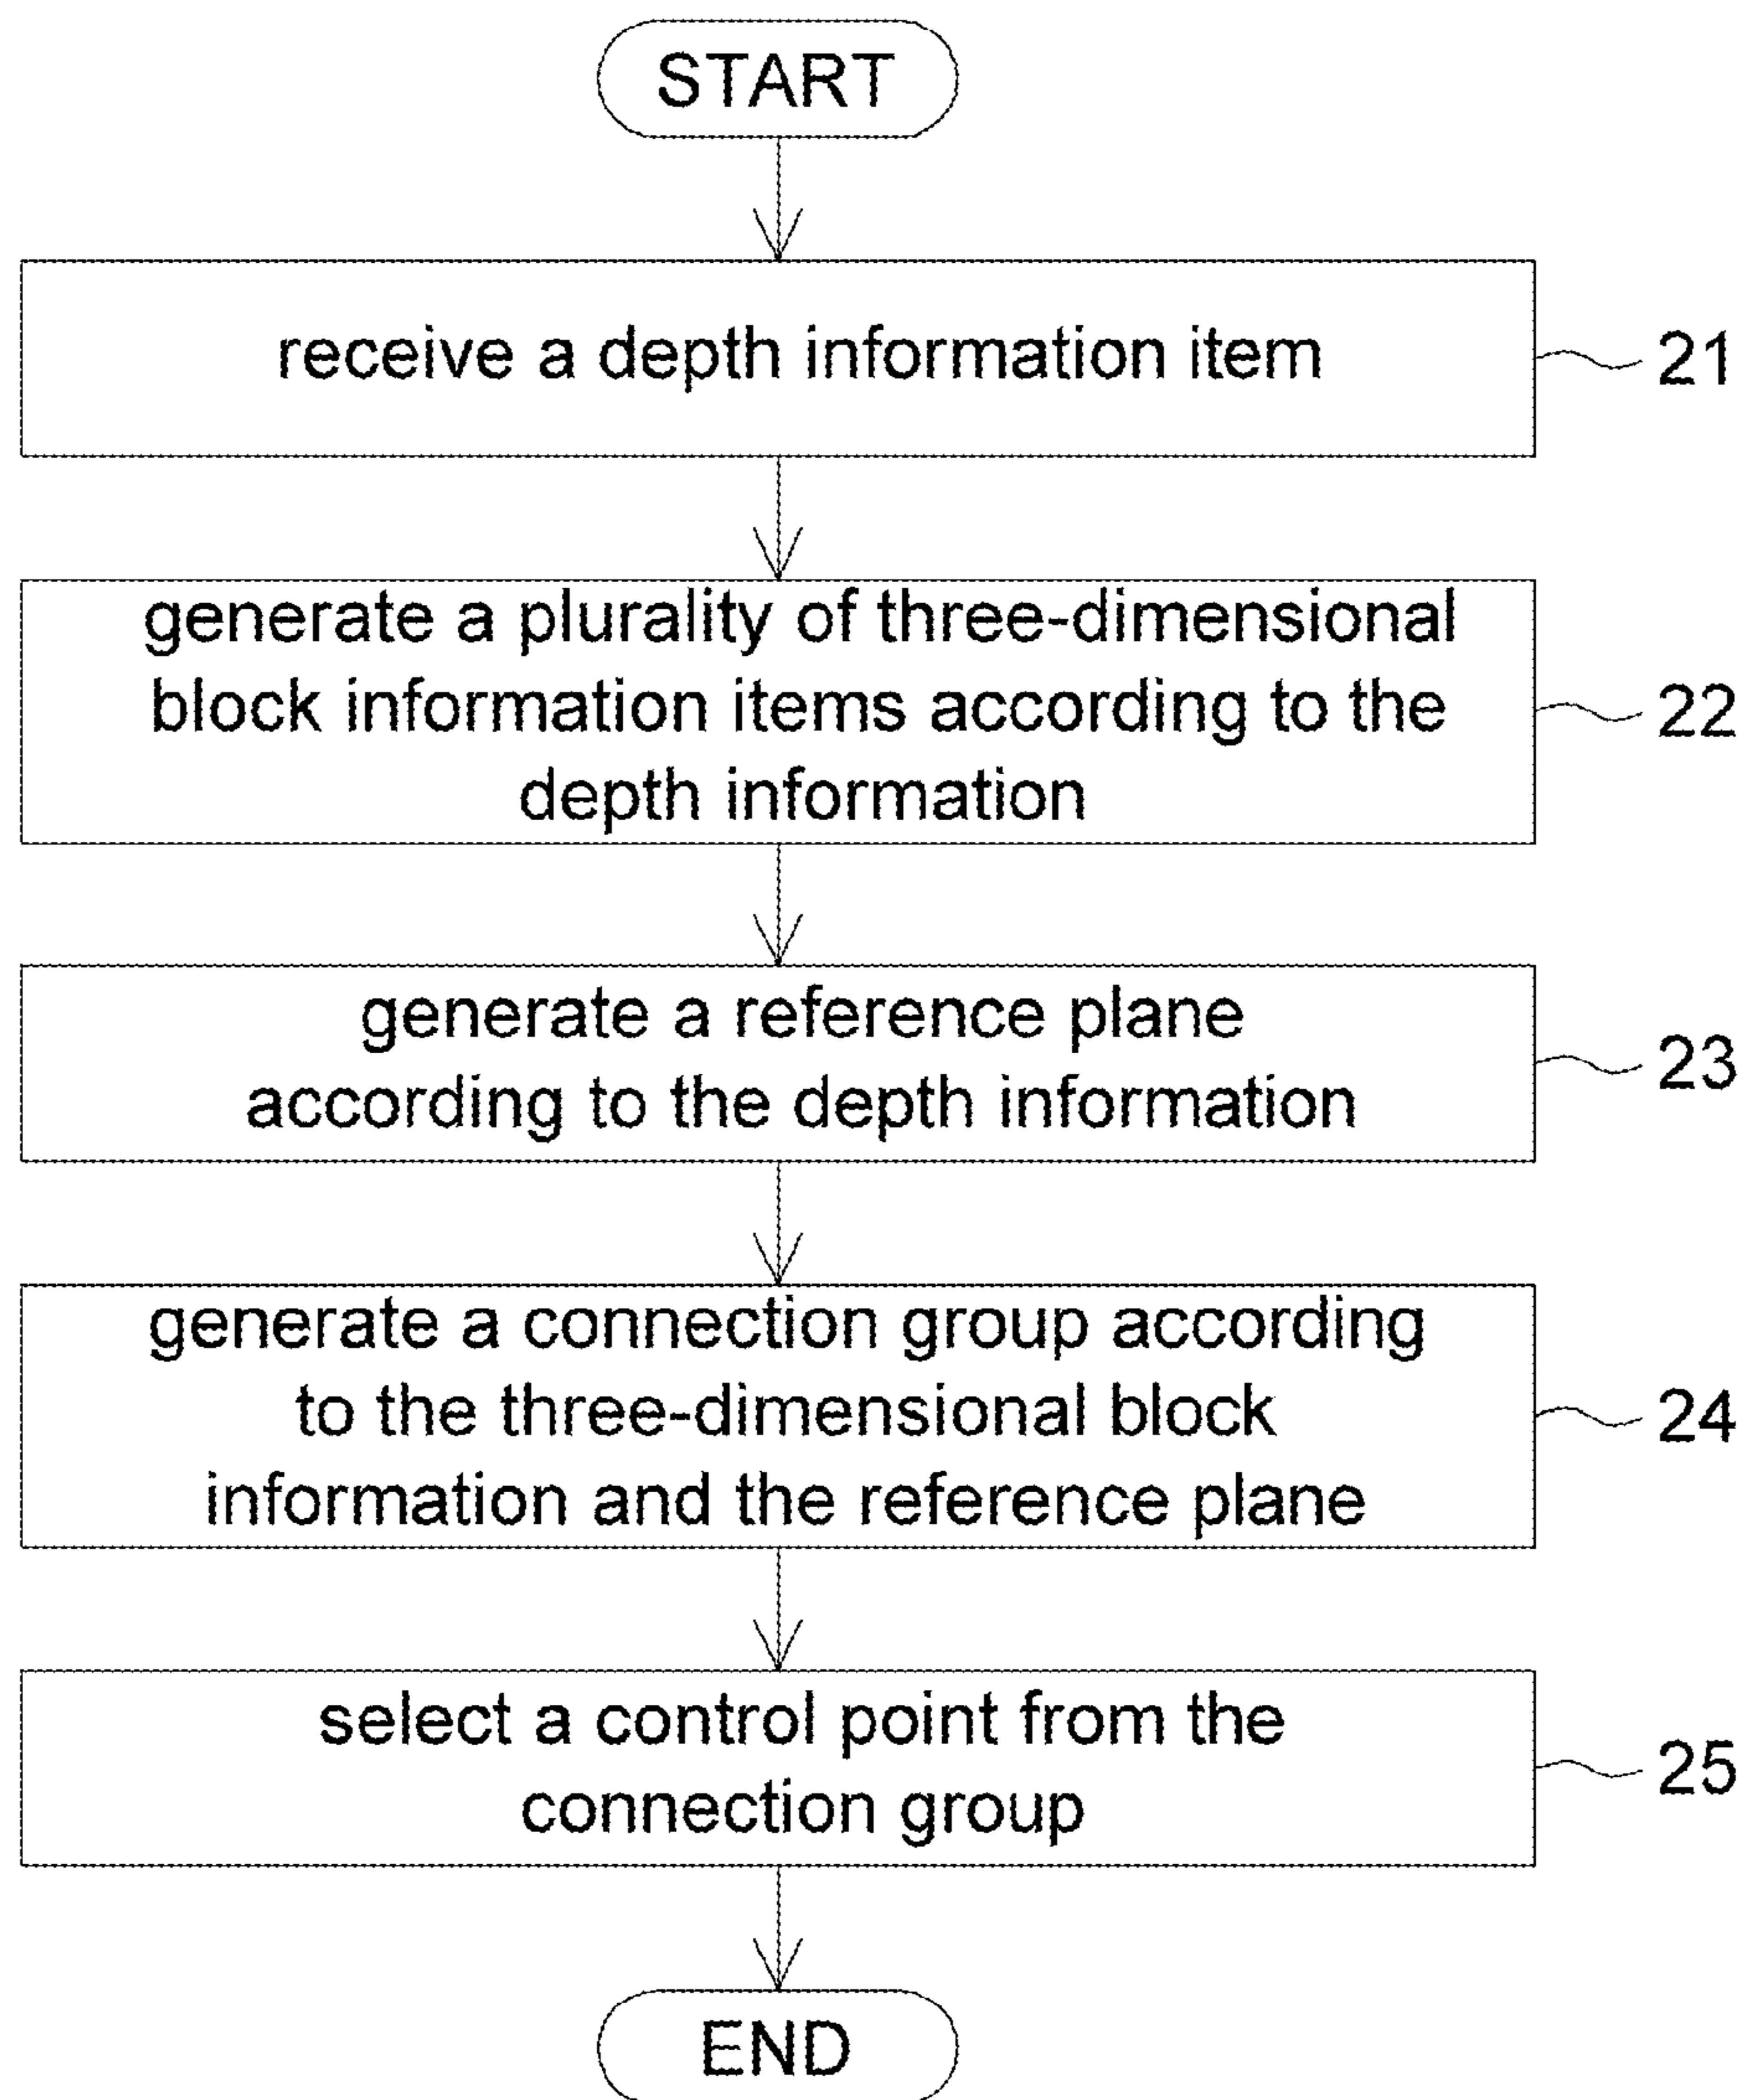 START
receive a depth information item
21
generate a plurality of three-dimensional
block information items according to the
depth information
22
generate a reference plane
according to the depth information
23
generate a connection group according
to the three-dimensional block
information and the reference plane
24
select a control point from the
connection group
25
END